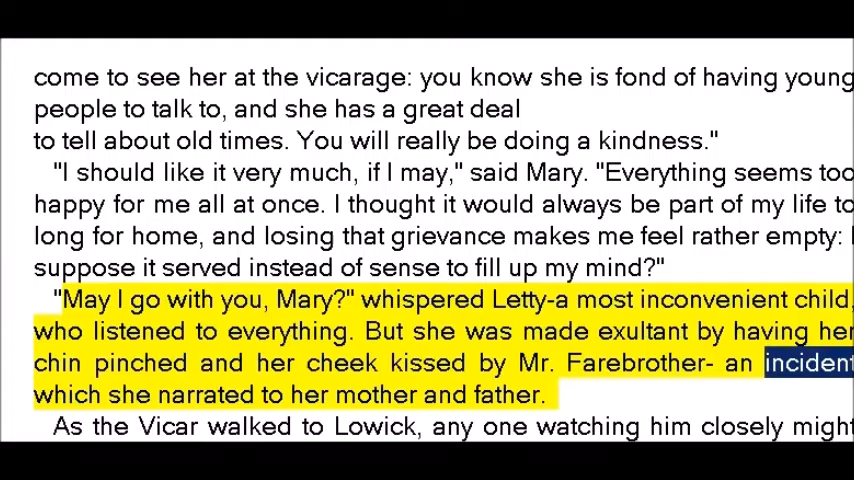 come to see her at the vicarage: you know she is fond of having young
people to talk to, and she has a great deal
to tell about old times. You will really be doing a kindness."
"I should like it very much, if I may," said Mary. "Everything seems too
happy for me all at once. I thought it would always be part of my life to
long for home, and losing that grievance makes me feel rather empty: I
suppose it served instead of sense to fill up my mind?"
"May I go with you, Mary?" whispered Letty-a most inconvenient child,
who listened to everything. But she was made exultant by having her
chin pinched and her cheek kissed by Mr. Farebrother- an incident
which she narrated to her mother and father.
As the Vicar walked to Lowick, any one watching him closely might